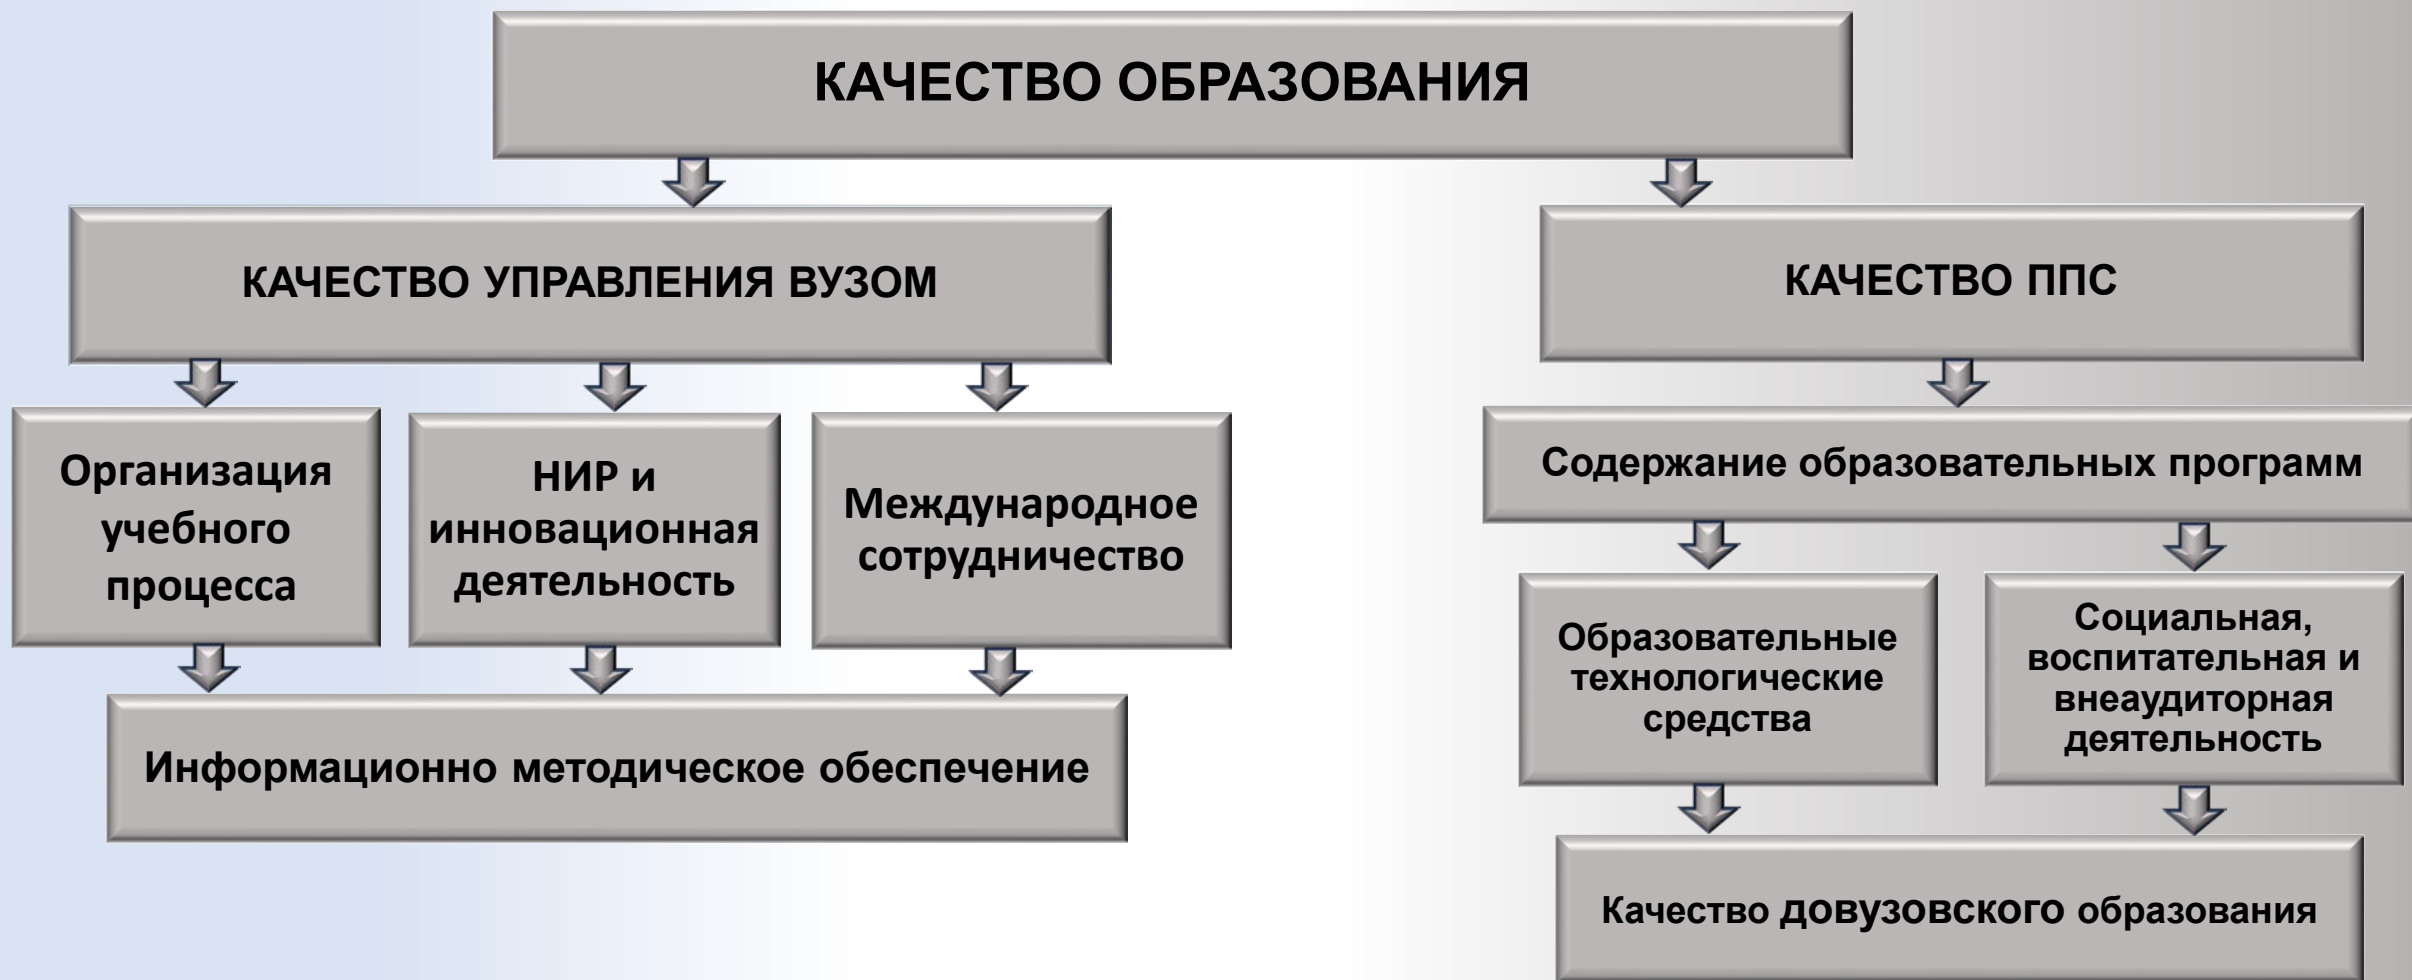 КАЧЕСТВО ОБРАЗОВАНИЯ
КАЧЕСТВО УПРАВЛЕНИЯ ВУЗОМ
КАЧЕСТВО ППС
Организация
учебного
процесса
НИР и
инновационная
деятельность
Международное
сотрудничество
Информационно методическое обеспечение
Содержание образовательных программ
Образовательные
технологические
средства
Социальная,
воспитательная и
внеаудиторная
деятельность
Качество довузовского образования